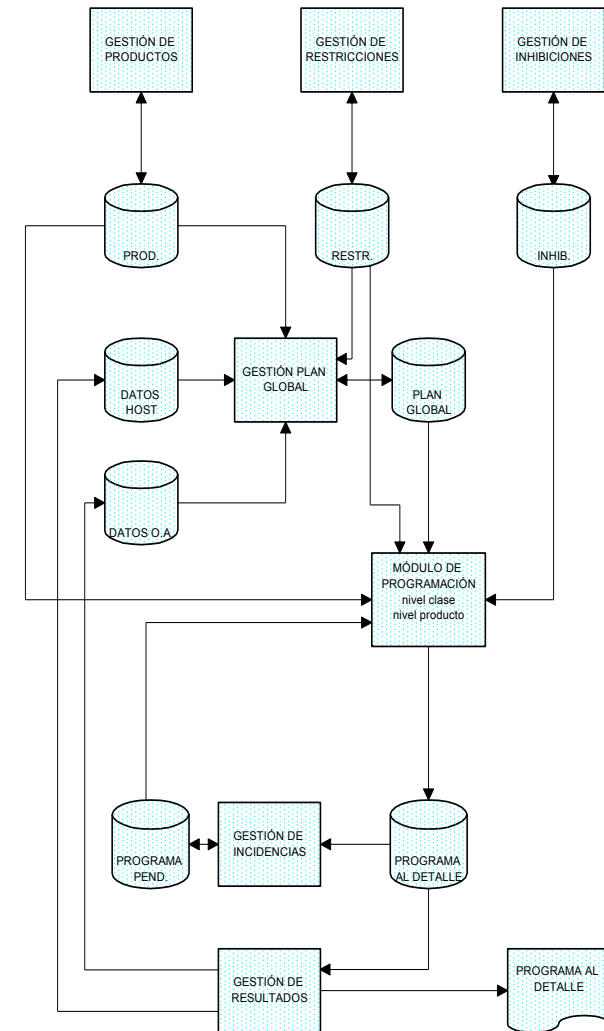 GESTIÓN DE
PRODUCTOS
GESTIÓN DE
RESTRICCIONES
GESTIÓN DE
INHIBICIONES
PROD.
RESTR.
INHIB.
DATOS
HOST
GESTIÓN PLAN
GLOBAL
PLAN
GLOBAL
DATOS O.A.
MÓDULO DE
PROGRAMACIÓN
nivel clase
nivel producto
PROGRAMA
PEND.
GESTIÓN DE
INCIDENCIAS
PROGRAMA
AL DETALLE
GESTIÓN DE
RESULTADOS
PROGRAMA AL
DETALLE